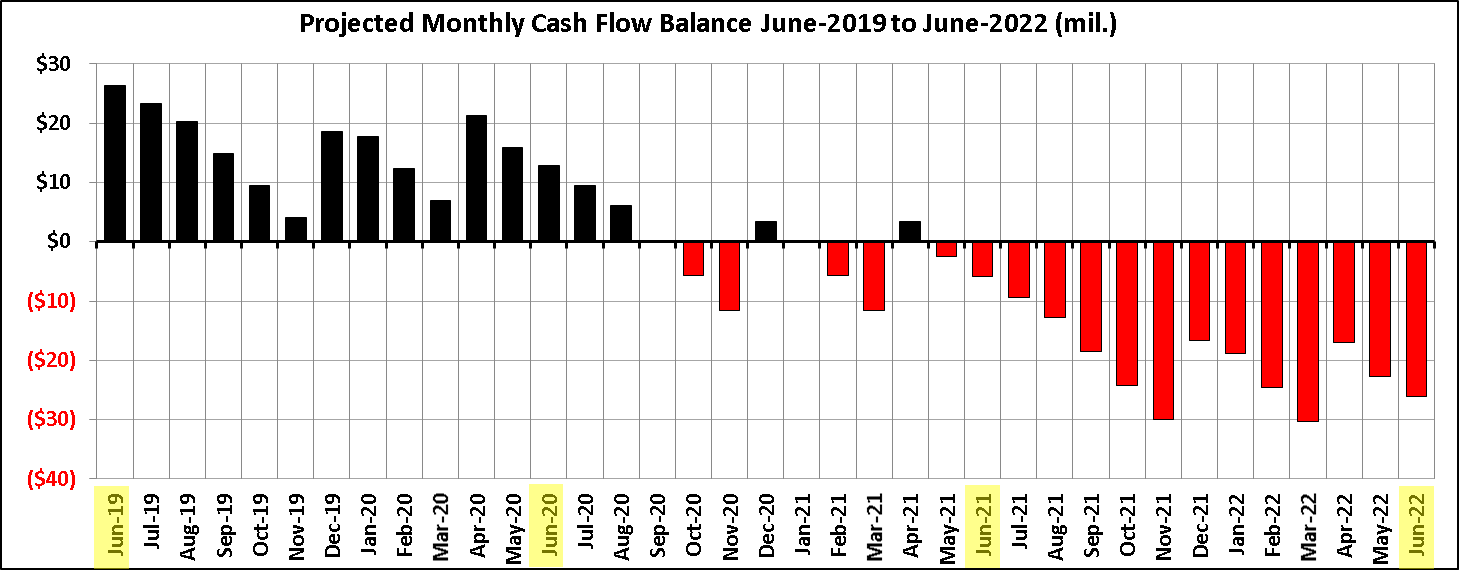 Projected Monthly Cash Flow Balance June-2019 to June-2022 (mil.)
$30
$20
$10
$0
($10)
($20)
($30)
($40)
Jun-19
Jul-19
Aug-19
Sep-19
Oct-19
Nov-19
Dec-19
Jan-20
Feb-20
Mar-20
Apr-20
May-20
Jun-20
Jul-20
Aug-20
Sep-20
Oct-20
Nov-20
Dec-20
Jan-21
Feb-21
Mar-21
Apr-21
May-21
Jun-21
Jul-21
Aug-21
Sep-21
Oct-21
Nov-21
Dec-21
Jan-22
Feb-22
Mar-22
Apr-22
May-22
Jun-22